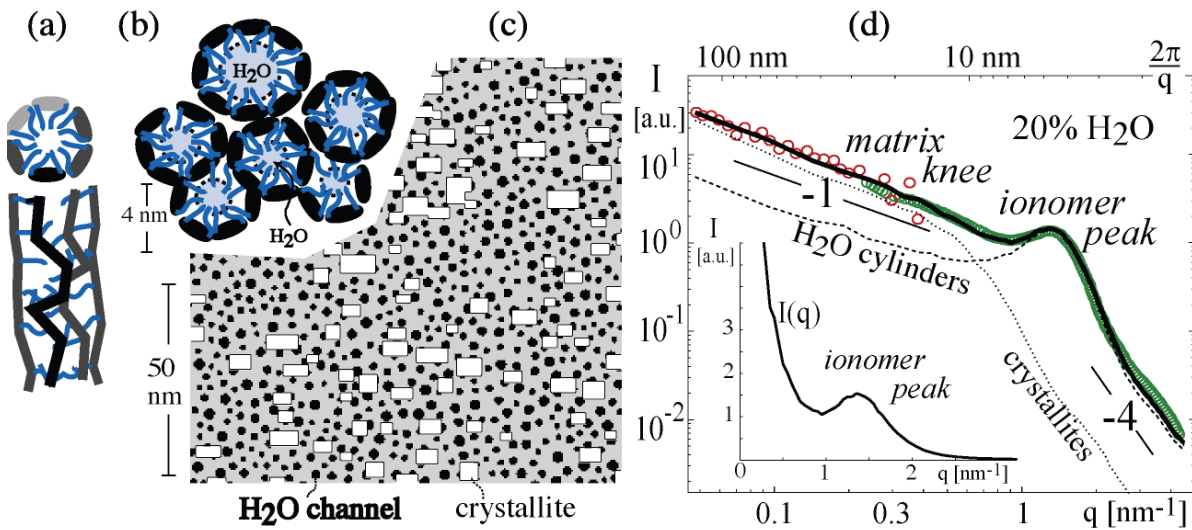 (a)
(b)
(c)
(d)
H2O
H2O
4 nm
50
nm
H2O channel
crystallite
100 nm
10 nm
2π
q
I
[a.u.]
20% H2O
matrix
knee
-1
ionomer
peak
H2O cylinders
crystallites
-4
10^1
10^0
10^-1
10^-2
0.1
0.3
1
q [nm^-1]
I
[a.u.]
I(q)
ionomer
peak
3
2
1
0
1
2
q [nm^-1]